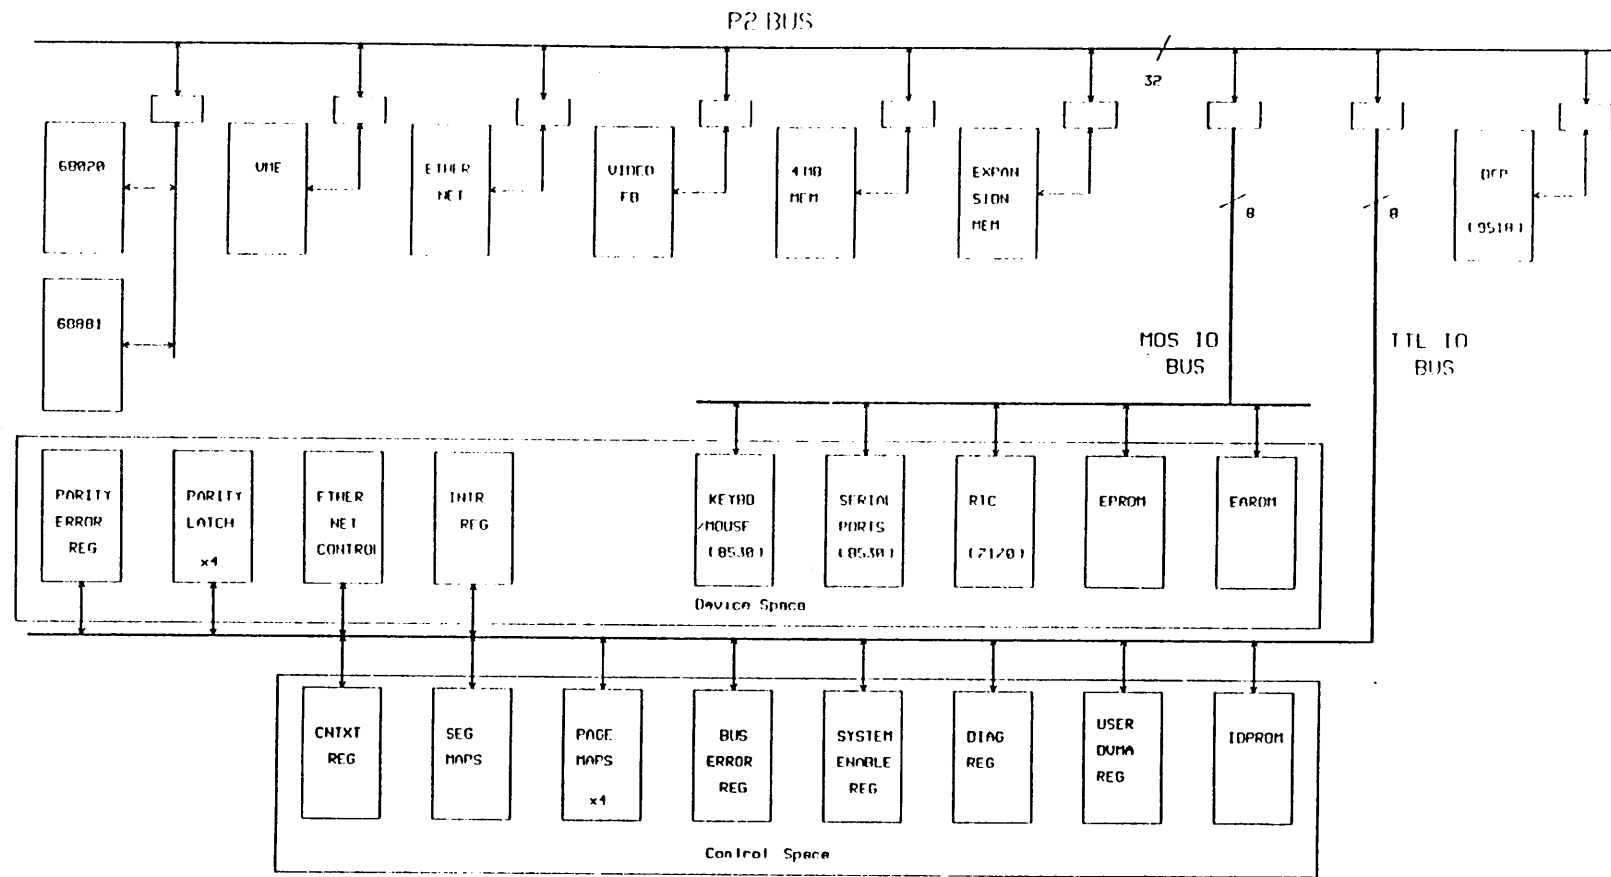 P2 BUS
32
68020
VME
ETHER
NET
VIDEO
FB
4MB
MEM
EXPAN
SION
MEM
8
8
DCP
(9518)
68881
MOS IO
BUS
TTL IO
BUS
PARITY
ERROR
REG
PARITY
LATCH
x4
ETHER
NET
CONTROL
INTR
REG
KEYBD
/MOUSE
(8530)
SERIAL
PORTS
(8530)
RTC
(7170)
EPROM
EAROM
Device Space
CNTXT
REG
SEG
MAPS
PAGE
MAPS
x4
BUS
ERROR
REG
SYSTEM
ENABLE
REG
DIAG
REG
USER
DVMA
REG
IDPROM
Control Space